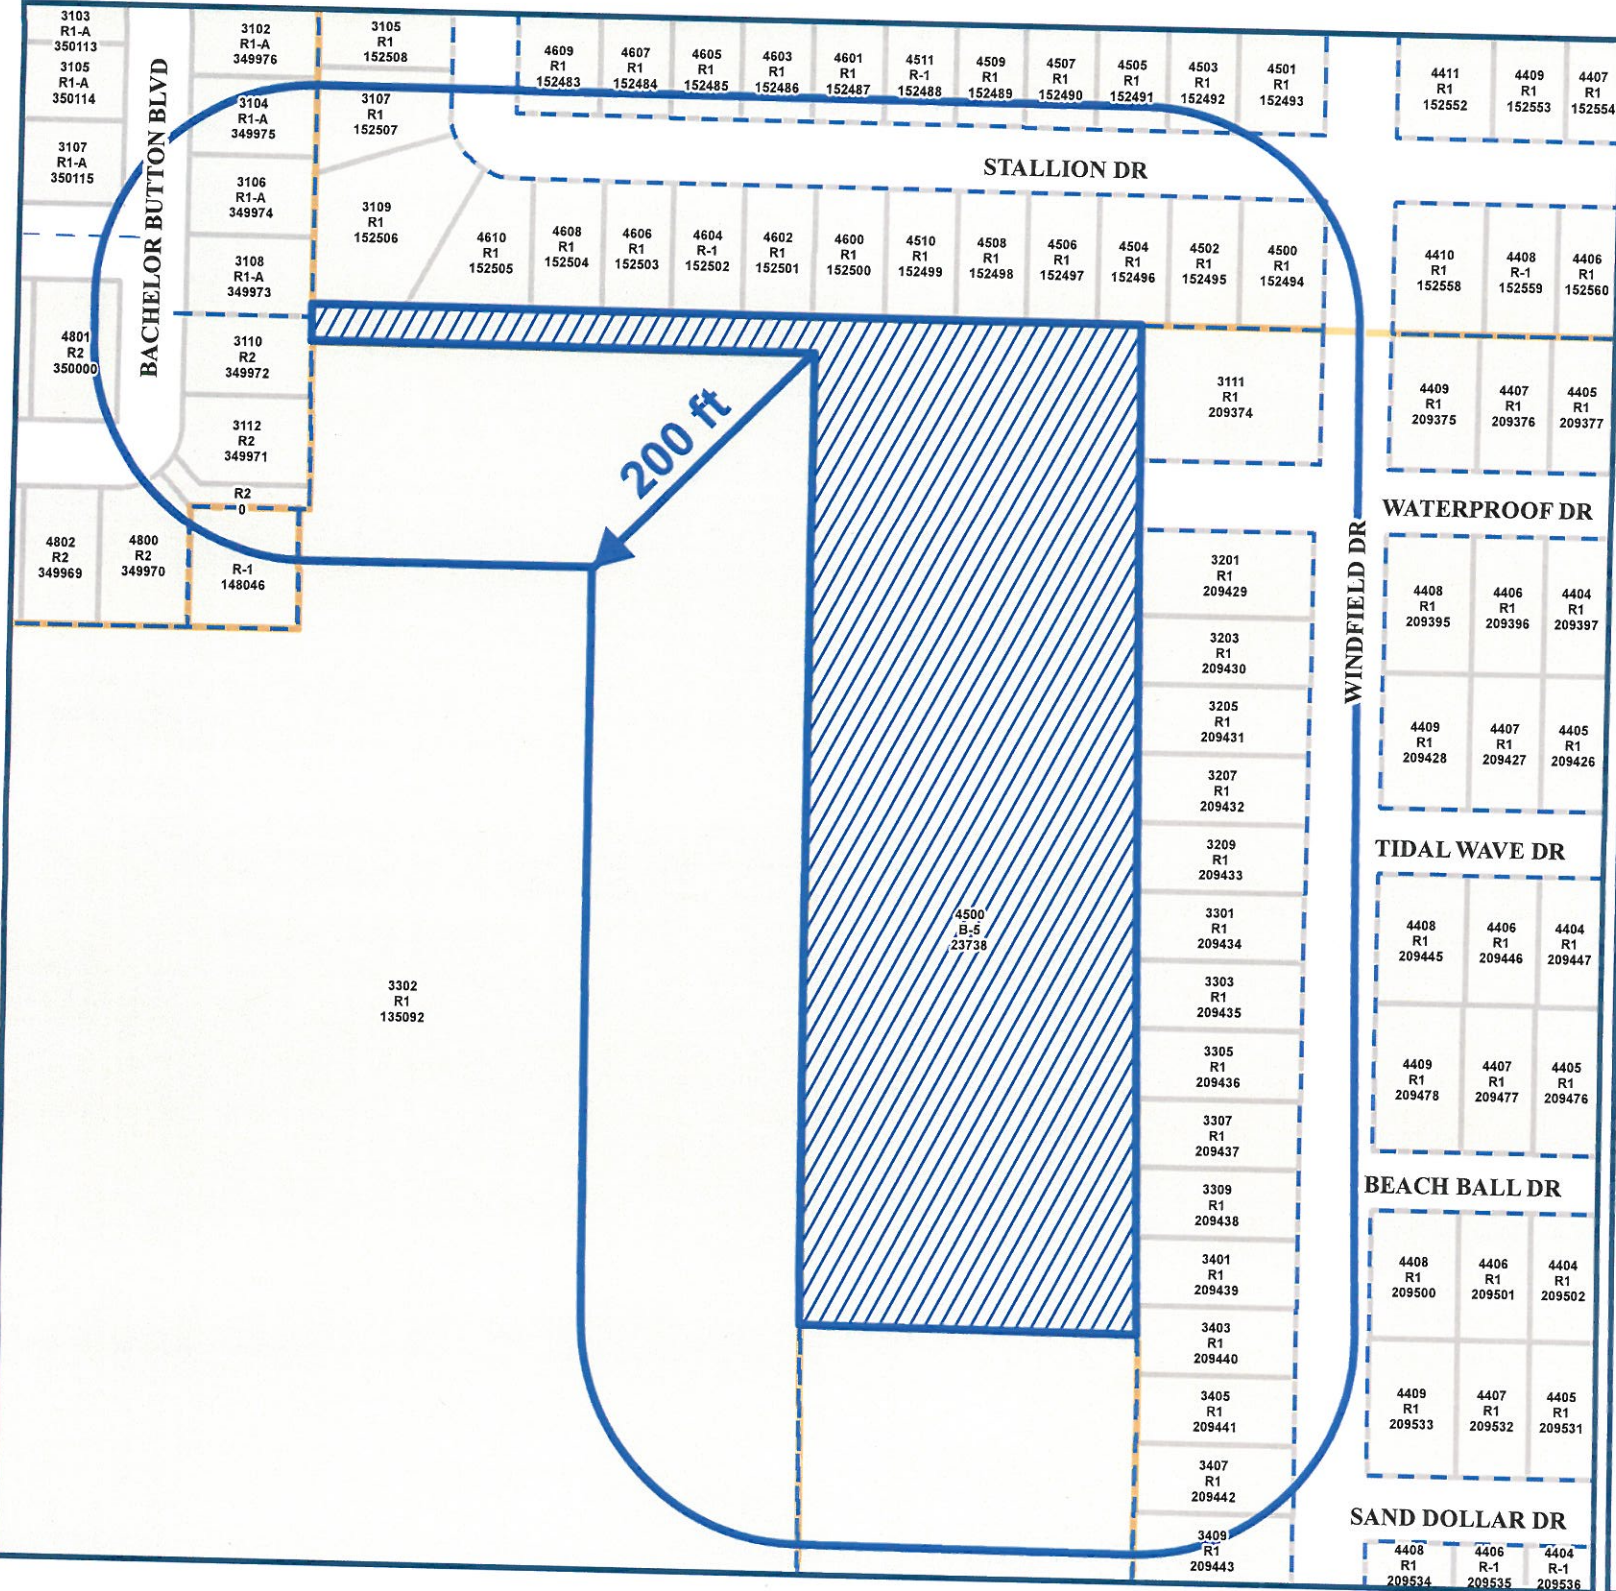 3103
R1-A
350113
3105
R1-A
350114
3107
R1-A
350115
BACHELOR BUTTON BLVD
3102
R1-A
349976
3104
R1-A
349975
3106
R1-A
349974
3108
R1-A
349973
3110
R2
349972
3112
R2
349971
R2
0
R-1
148046
4801
R2
350000
4802
R2
349969
4800
R2
349970
3105
R1
152508
3107
R1
152507
3109
R1
152506
4609
R1
152483
4607
R1
152484
4605
R1
152485
4603
R1
152486
4601
R1
152487
4511
R-1
152488
4509
R1
152489
4507
R1
152490
4505
R1
152491
4503
R1
152492
4501
R1
152493
4411
R1
152552
4409
R1
152553
4407
R1
152554
STALLION DR
4610
R1
152505
4608
R1
152504
4606
R1
152503
4604
R-1
152502
4602
R1
152501
4600
R1
152500
4510
R1
152499
4508
R1
152498
4506
R1
152497
4504
R1
152496
4502
R1
152495
4500
R1
152494
4410
R1
152558
4408
R-1
152559
4406
R1
152560
200 ft
3111
R1
209374
4409
R1
209375
4407
R1
209376
4405
R1
209377
WATERPROOF DR
WINDFIELD DR
3201
R1
209429
3203
R1
209430
3205
R1
209431
3207
R1
209432
3209
R1
209433
3301
R1
209434
3303
R1
209435
3305
R1
209436
3307
R1
209437
3309
R1
209438
3401
R1
209439
3403
R1
209440
3405
R1
209441
3407
R1
209442
3409
R1
209443
4408
R1
209395
4406
R1
209396
4404
R1
209397
4409
R1
209428
4407
R1
209427
4405
R1
209426
TIDAL WAVE DR
4408
R1
209445
4406
R1
209446
4404
R1
209447
4409
R1
209478
4407
R1
209477
4405
R1
209476
BEACH BALL DR
4408
R1
209500
4406
R1
209501
4404
R1
209502
4409
R1
209533
4407
R1
209532
4405
R1
209531
SAND DOLLAR DR
4408
R1
209534
4406
R-1
209535
4404
R-1
209536
4500
B-5
23738
3302
R1
135092